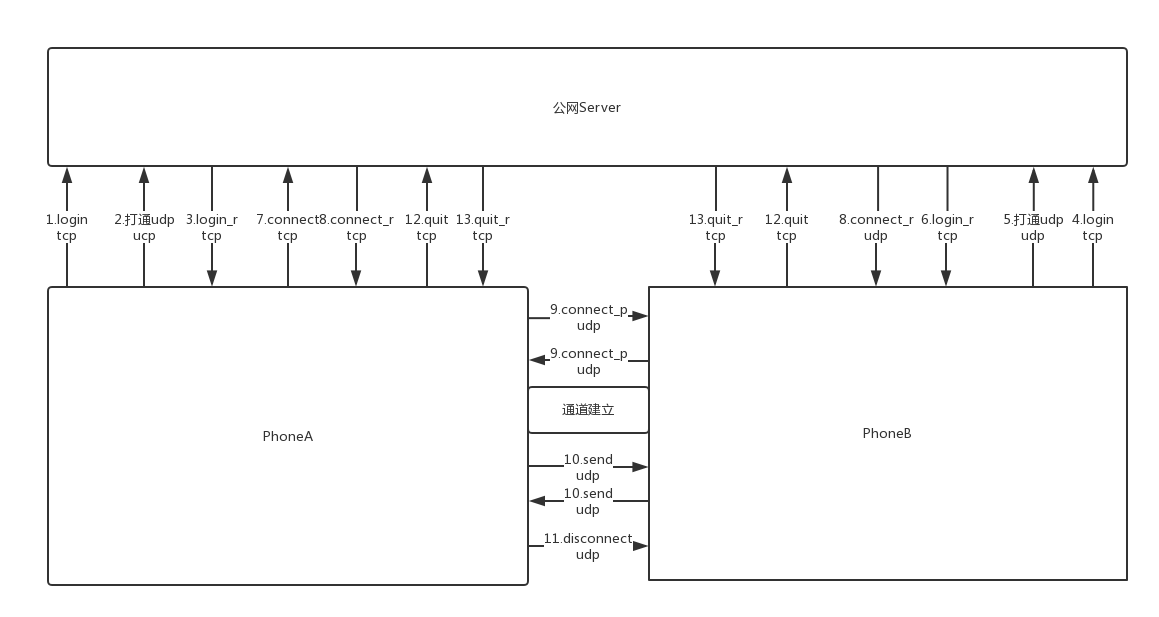 公网Server
1.login
tcp
2.打通udp
ucp
3.login_r
tcp
7.connect
tcp
8.connect_r
tcp
12.quit
tcp
13.quit_r
tcp
13.quit_r
tcp
12.quit
tcp
8.connect_r
udp
6.login_r
tcp
5.打通udp
udp
4.login
tcp
9.connect_p
udp
9.connect_p
udp
通道建立
PhoneA
PhoneB
10.send
udp
10.send
udp
11.disconnect
udp